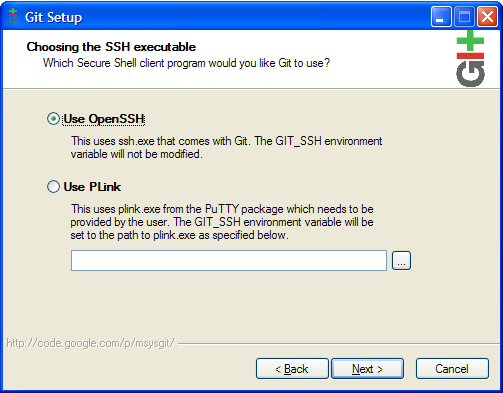 Git Setup
Choosing the SSH executable
Which Secure Shell client program would you like Git to use?
GIT
Use OpenSSH
This uses ssh.exe that comes with Git. The GIT_SSH environment
variable will not be modified.
Use PLink
This uses plink.exe from the PuTTY package which needs to be
provided by the user. The GIT_SSH environment variable will be
set to the path to plink.exe as specified below.
...
http://code.google.com/p/msysgit/
< Back
Next >
Cancel